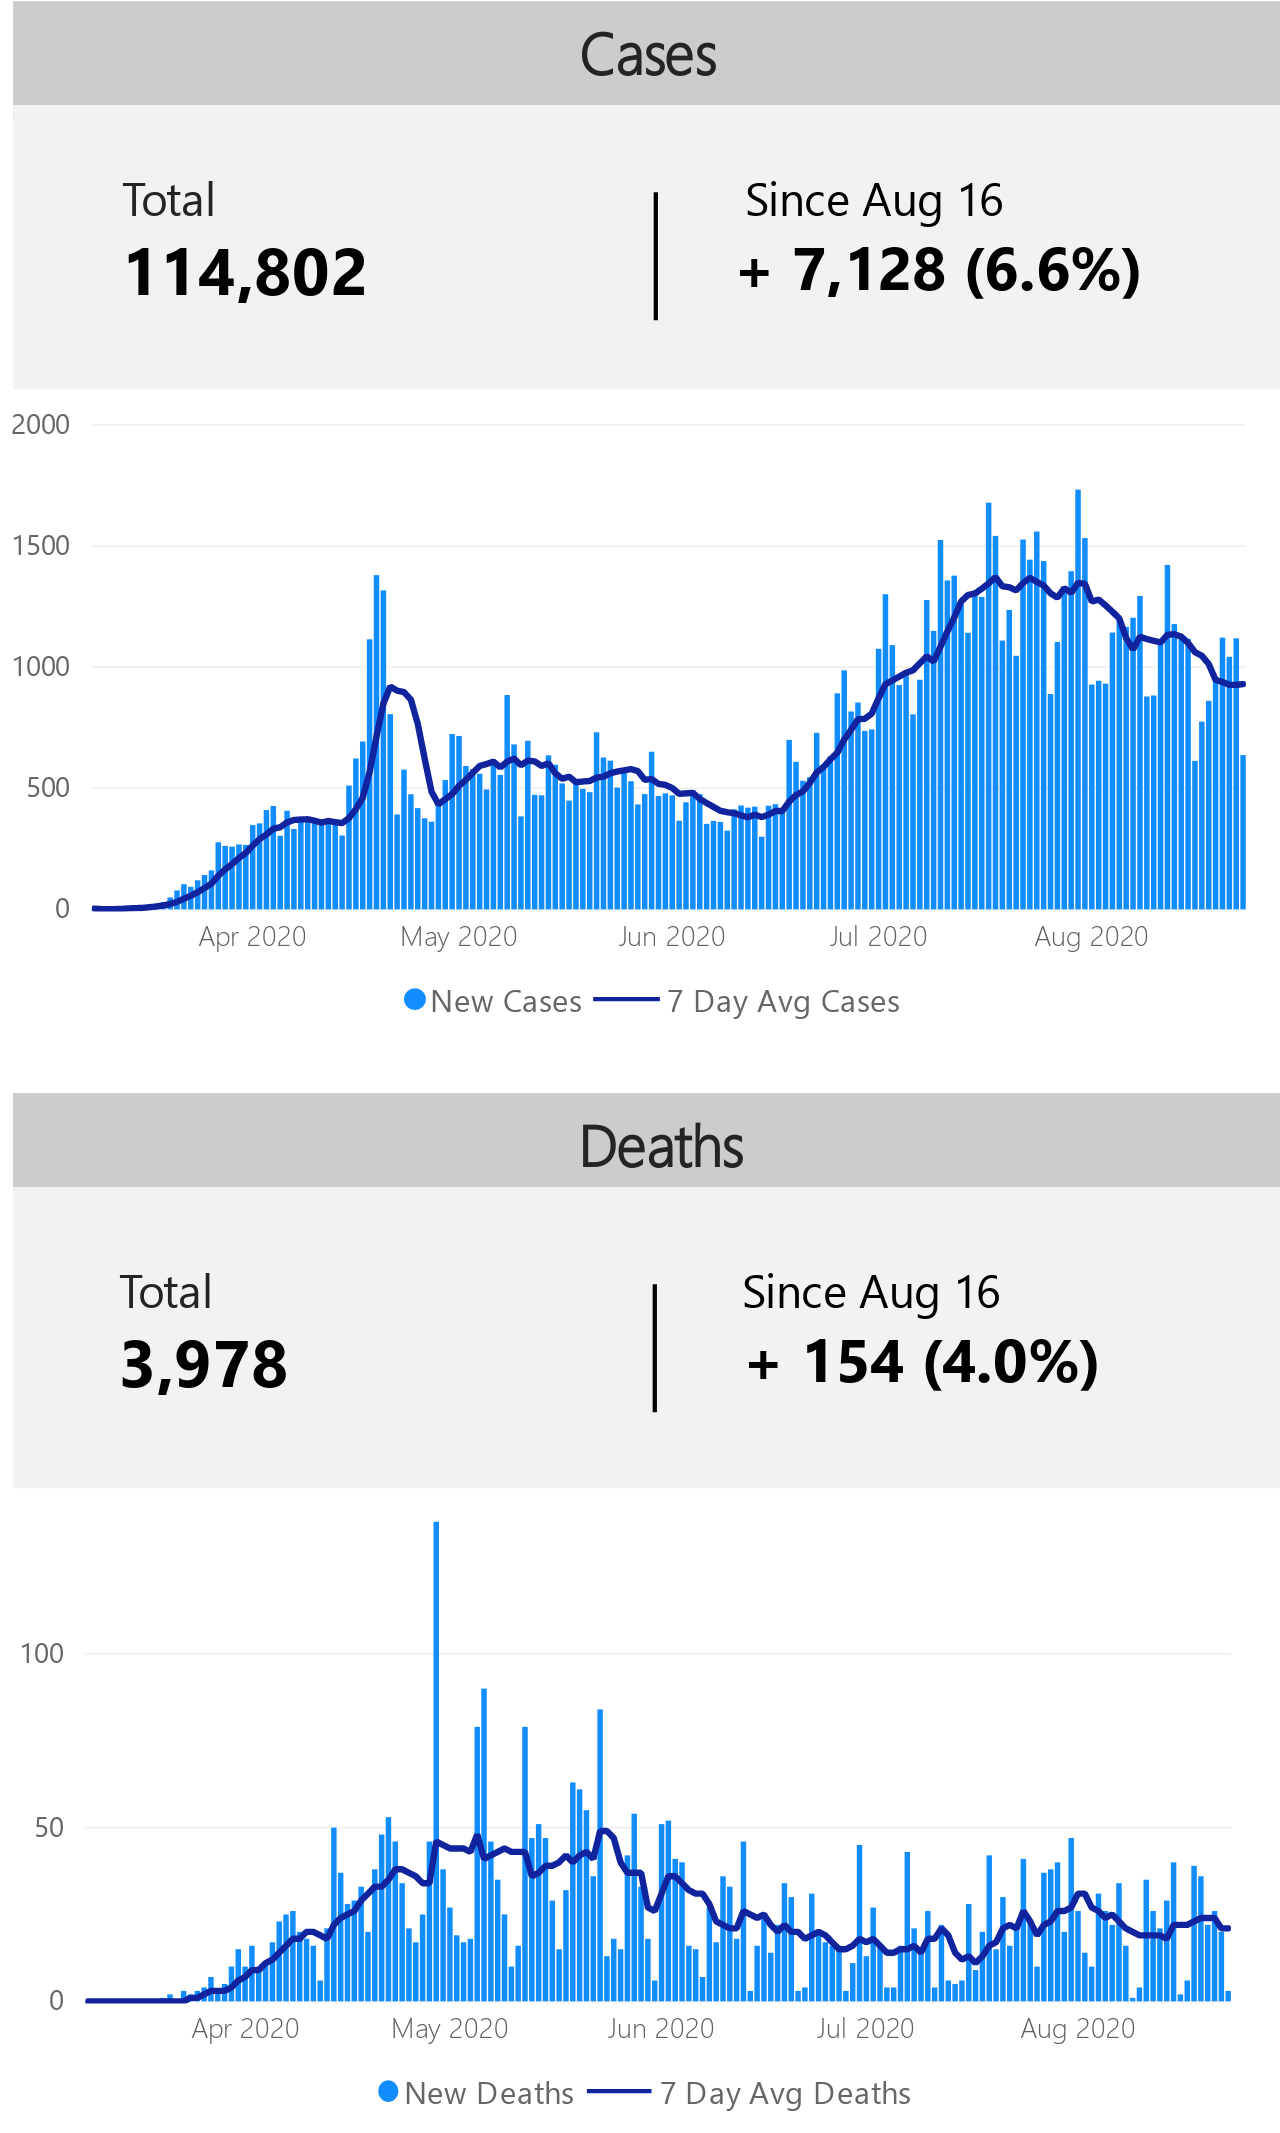 Cases
Total
Since Aug 16
114,802
+ 7,128 (6.6%)
2000
1500
1000
500
0
Apr 2020
May 2020
Jun 2020
Jul 2020
Aug 2020
New Cases
7 Day Avg Cases
Deaths
Total
Since Aug 16
3,978
+ 154 (4.0%)
100
50
0
Apr 2020
May 2020
Jun 2020
Jul 2020
Aug 2020
New Deaths
7 Day Avg Deaths